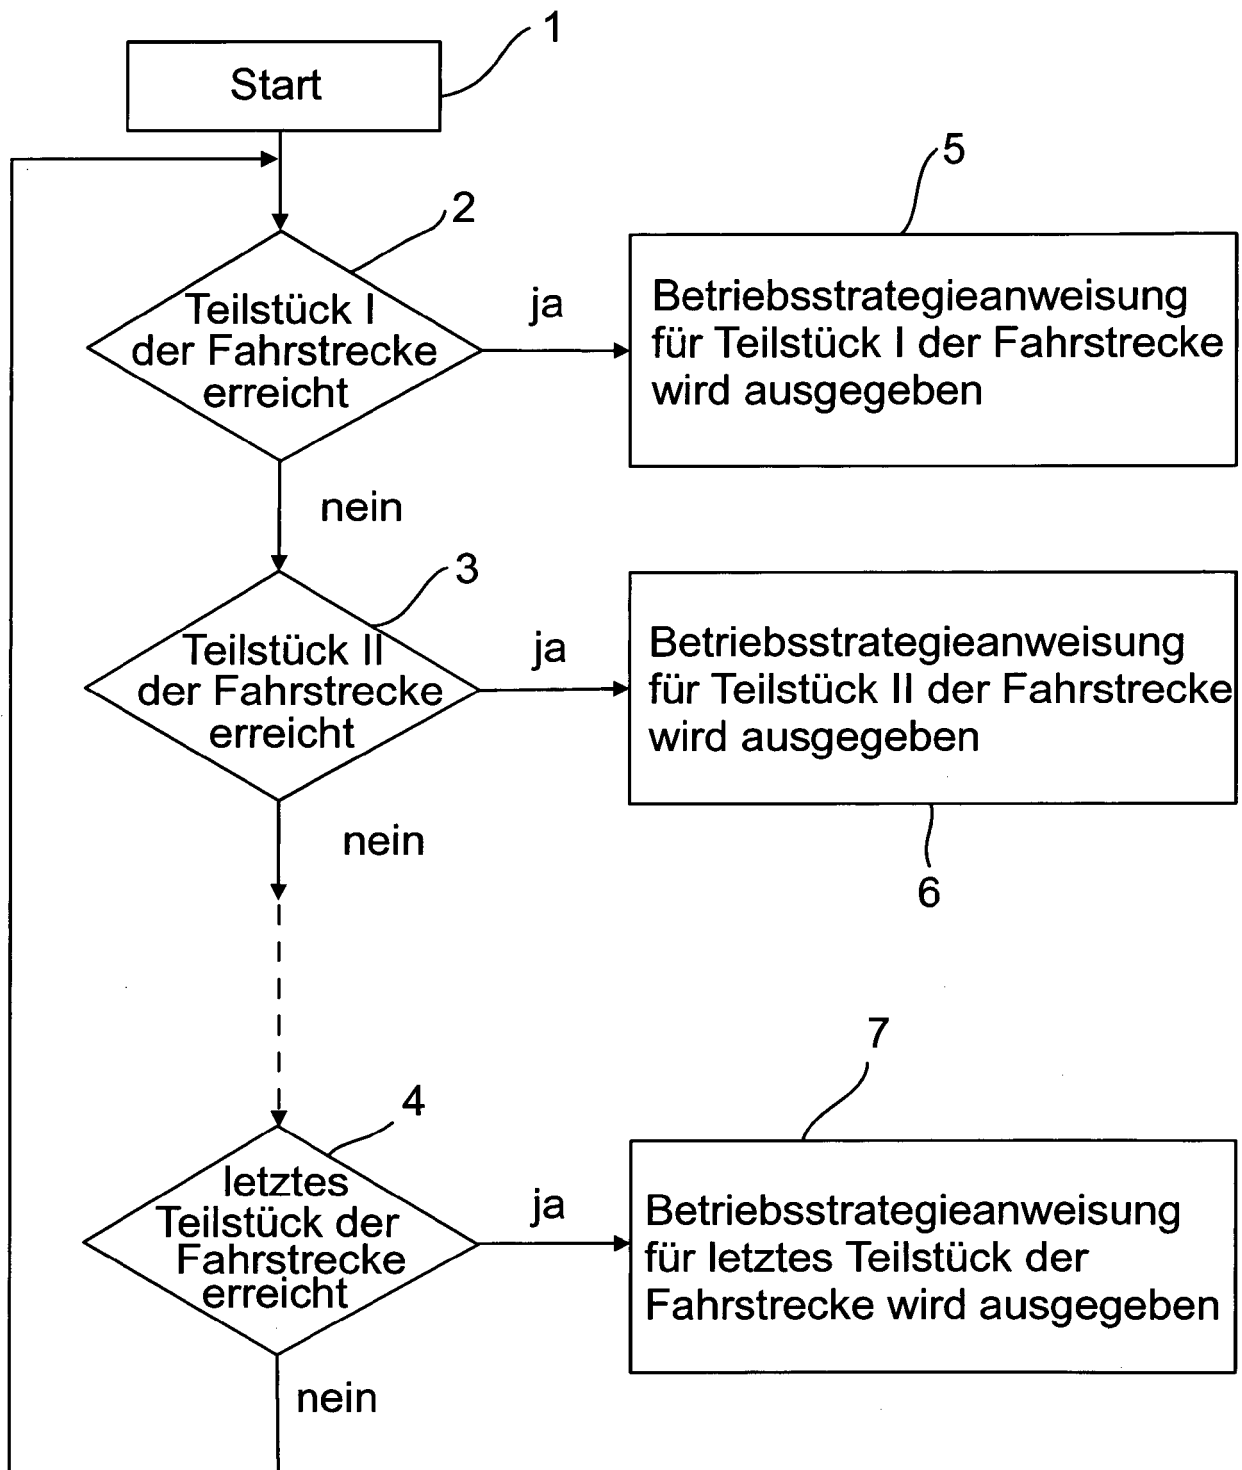 1
Start
5
2
Teilstück I
der Fahrstrecke
erreicht
ja
Betriebsstrategieanweisung
für Teilstück I der Fahrstrecke
wird ausgegeben
nein
3
Teilstück II
der Fahrstrecke
erreicht
ja
Betriebsstrategieanweisung
für Teilstück II der Fahrstrecke
wird ausgegeben
nein
6
7
4
letztes
Teilstück der
Fahrstrecke
erreicht
ja
Betriebsstrategieanweisung
für letztes Teilstück der
Fahrstrecke wird ausgegeben
nein